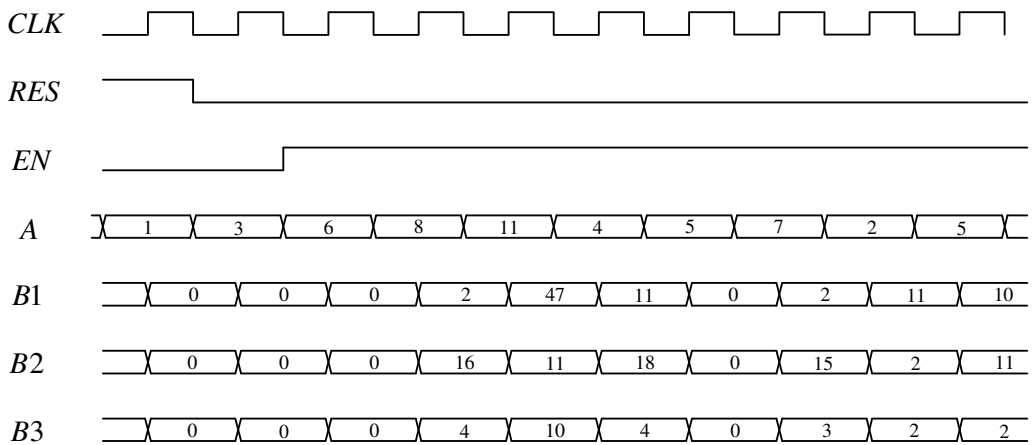 CLK
RES
EN
A 1 3 6 8 11 4 5 7 2 5
B1 0 0 0 2 47 11 0 2 11 10
B2 0 0 0 16 11 18 0 15 2 11
B3 0 0 0 4 10 4 0 3 2 2